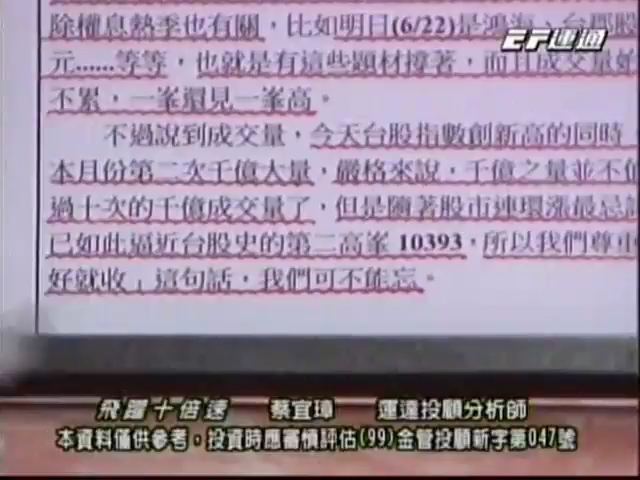 除權息熱季也有關，比如明日(6/22)是鴻海、台郡股
EFT運通
元......等等，也就是有這些題材撐著，而且成交量
不累，一峯還見一峯高。
不過說到成交量，今天台股指數創新高的同時
本月份第二次千億大量，嚴格來說，千億之量並不
過十次的千億成交量了，但是隨著股市連環漲最忌
已如此逼近台股史的第二高峯 10393，所以我們尊重
好就收」這句話，我們可不能忘。
飛躍十倍速 蔡宜璋 運達投顧分析師
本資料僅供參考，投資時應審慎評估(99)金管投顧新字第047號